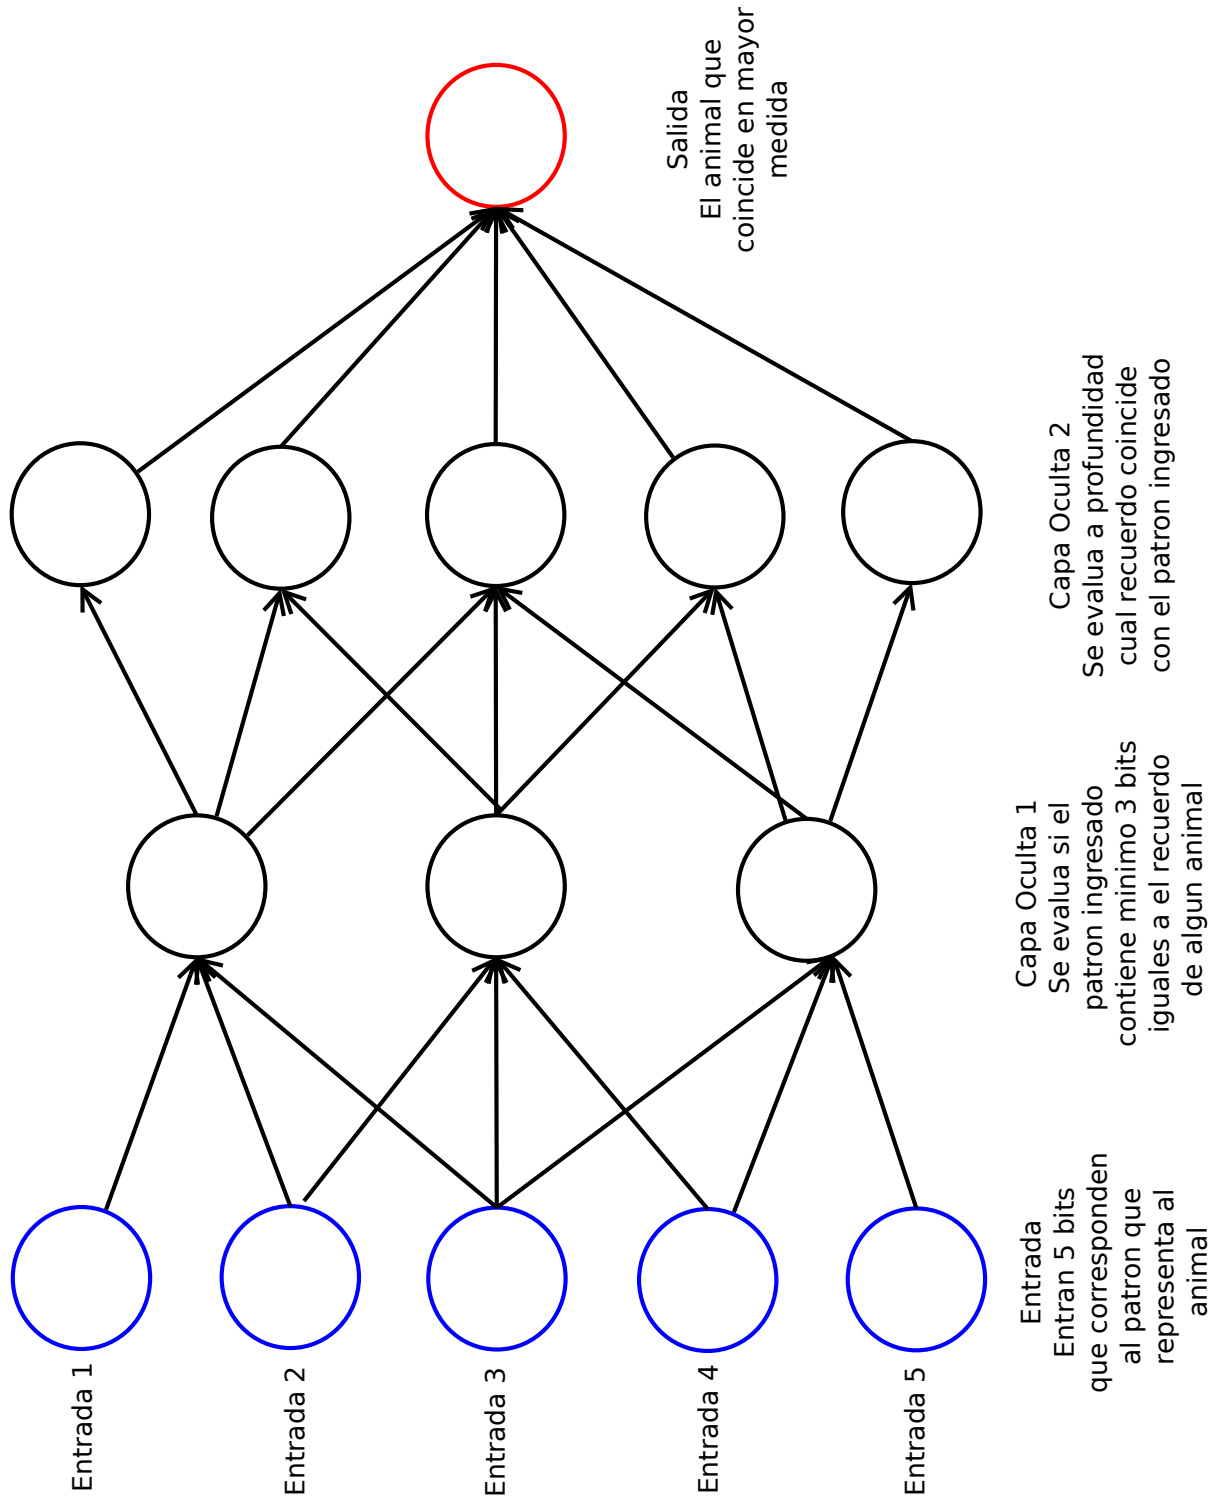 Entrada 1
Entrada 2
Entrada 3
Entrada 4
Entrada 5
Entrada
Entran 5 bits
que corresponden
al patron que
representa al
animal
Capa Oculta 1
Se evalua si el
patron ingresado
contiene minimo 3 bits
iguales a el recuerdo
de algun animal
Capa Oculta 2
Se evalua a profundidad
cual recuerdo coincide
con el patron ingresado
Salida
El animal que
coincide en mayor
medida